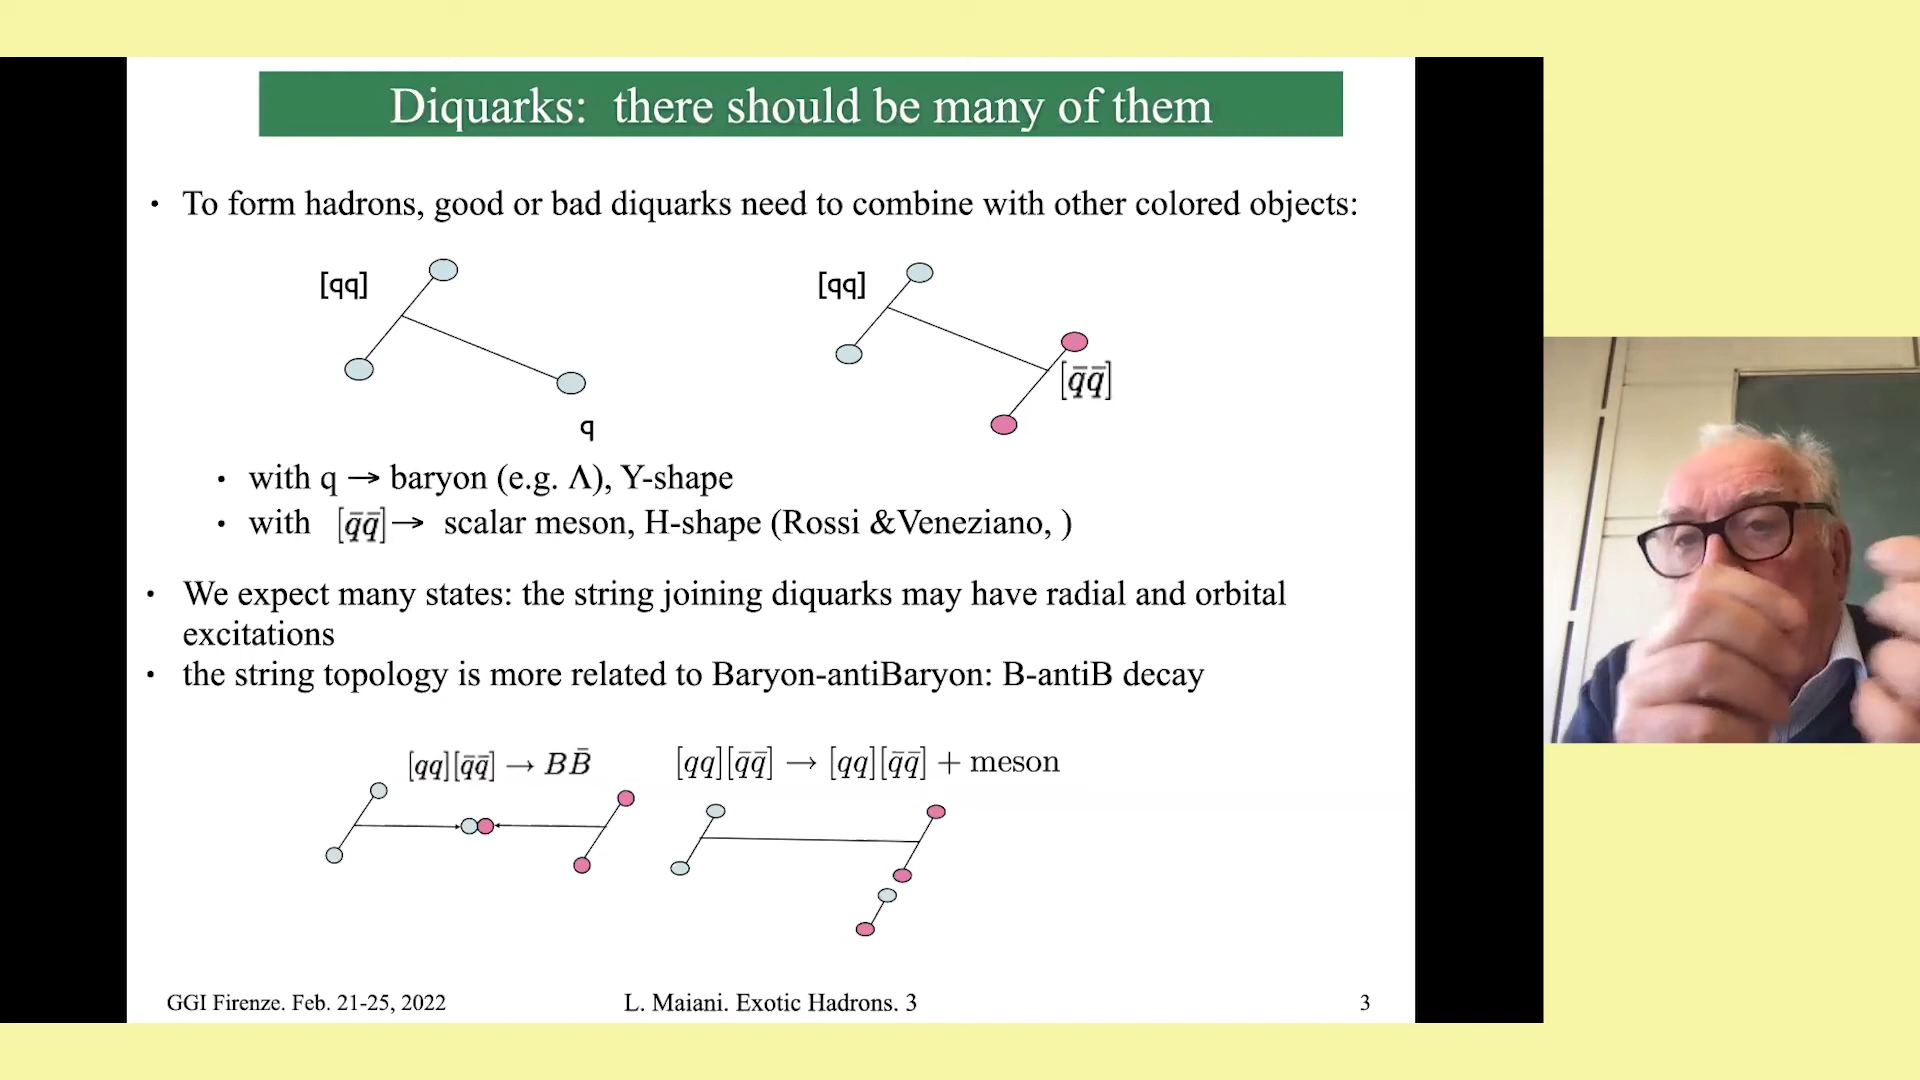 Diquarks: there should be many of them
• To form hadrons, good or bad diquarks need to combine with other colored objects:
[qq]
[qq]
[q̄q̄]
q
• with q → baryon (e.g. Λ), Y-shape
• with [q̄q̄]→ scalar meson, H-shape (Rossi &Veneziano, )
• We expect many states: the string joining diquarks may have radial and orbital
excitations
• the string topology is more related to Baryon-antiBaryon: B-antiB decay
[qq][q̄q̄] → BB̄
[qq][q̄q̄] → [qq][q̄q̄] + meson
GGI Firenze. Feb. 21-25, 2022
L. Maiani. Exotic Hadrons. 3
3